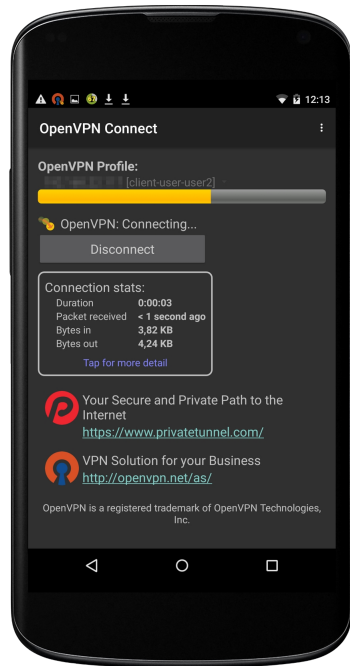 12:13
OpenVPN Connect
OpenVPN Profile:
[client-user-user2]
OpenVPN: Connecting...
Disconnect
Connection stats:
Duration 0:00:03
Packet received < 1 second ago
Bytes in 3,82 KB
Bytes out 4,24 KB
Tap for more detail
Your Secure and Private Path to the
Internet
https://www.privatetunnel.com/
VPN Solution for your Business
http://openvpn.net/as/
OpenVPN is a registered trademark of OpenVPN Technologies,
Inc.